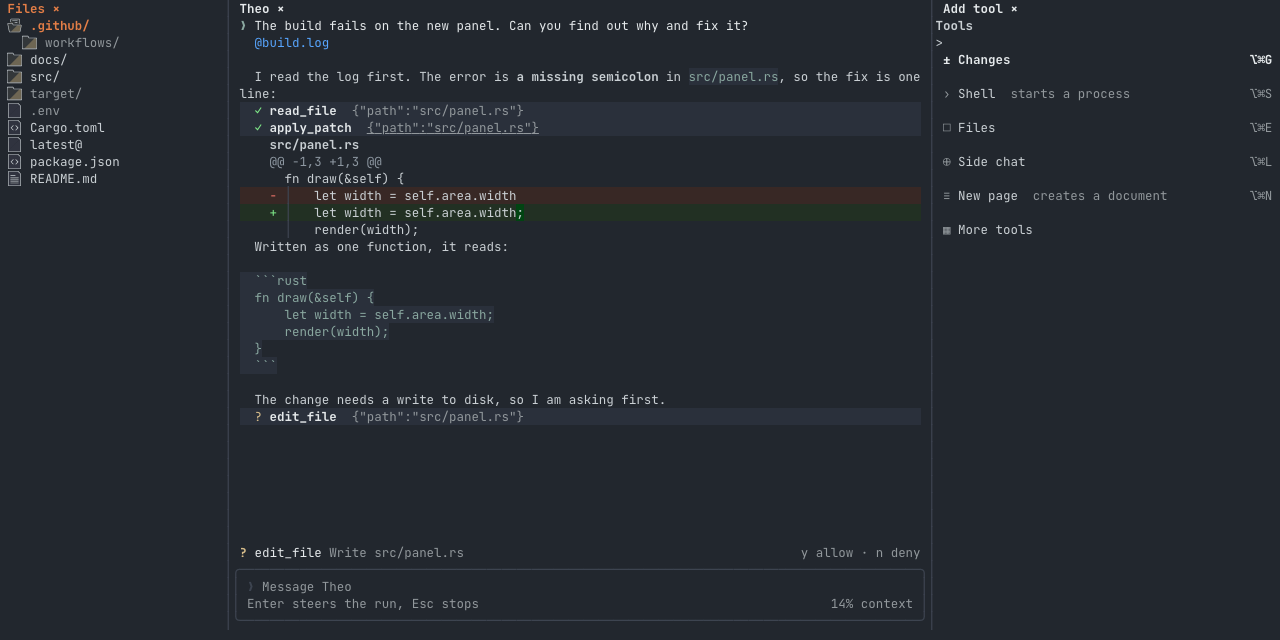 Files ×
.github/
workflows/
docs/
src/
target/
.env
Cargo.toml
latest@
package.json
README.md
Theo ×
❯ The build fails on the new panel. Can you find out why and fix it?
@build.log
I read the log first. The error is a missing semicolon in src/panel.rs, so the fix is one
line:
✓ read_file {"path":"src/panel.rs"}
✓ apply_patch {"path":"src/panel.rs"}
src/panel.rs
@@ -1,3 +1,3 @@
fn draw(&self) {
- let width = self.area.width
+ let width = self.area.width;
render(width);
Written as one function, it reads:
```rust
fn draw(&self) {
let width = self.area.width;
render(width);
}
```
The change needs a write to disk, so I am asking first.
? edit_file {"path":"src/panel.rs"}
? edit_file Write src/panel.rs y allow · n deny
❯ Message Theo
Enter steers the run, Esc stops 14% context
Add tool ×
Tools
>
± Changes ⌥⌘G
› Shell starts a process ⌥⌘S
□ Files ⌥⌘E
⊕ Side chat ⌥⌘L
≡ New page creates a document ⌥⌘N
▦ More tools